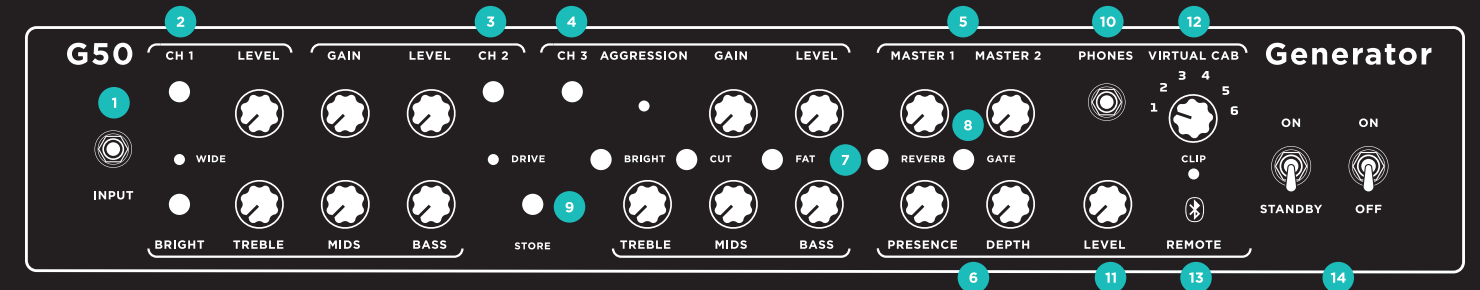 2 3 4 5 10 12
G50 CH 1 LEVEL GAIN LEVEL CH 2 CH 3 AGGRESSION GAIN LEVEL MASTER 1 MASTER 2 PHONES VIRTUAL CAB Generator
1 2 3 4 5 6
1
8
ON ON
WIDE DRIVE BRIGHT CUT FAT 7 REVERB GATE CLIP
INPUT
9
STANDBY OFF
BRIGHT TREBLE MIDS BASS STORE TREBLE MIDS BASS PRESENCE DEPTH LEVEL REMOTE
6 11 13 14